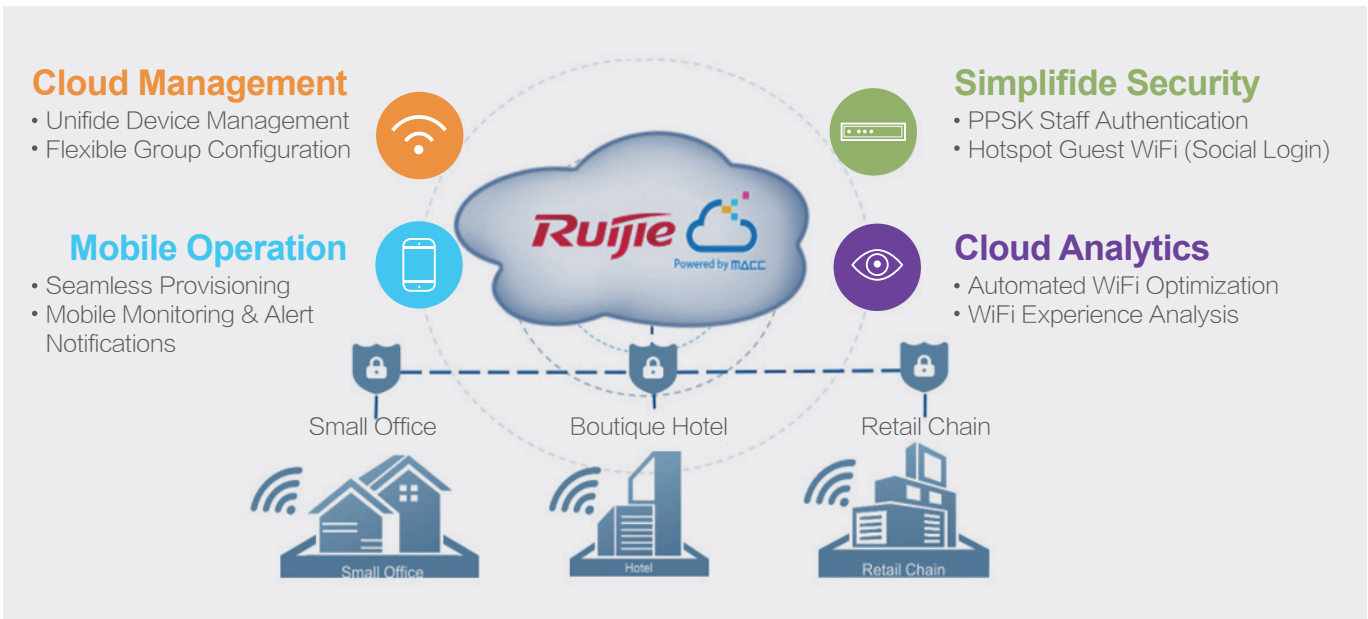 Cloud Management
• Unifide Device Management
• Flexible Group Configuration
Mobile Operation
• Seamless Provisioning
• Mobile Monitoring & Alert
Notifications
Ruijie
Powered by MACC
Simplifide Security
• PPSK Staff Authentication
• Hotspot Guest WiFi (Social Login)
Cloud Analytics
• Automated WiFi Optimization
• WiFi Experience Analysis
Small Office
Boutique Hotel
Retail Chain
Small Office
Hotel
Retail Chain